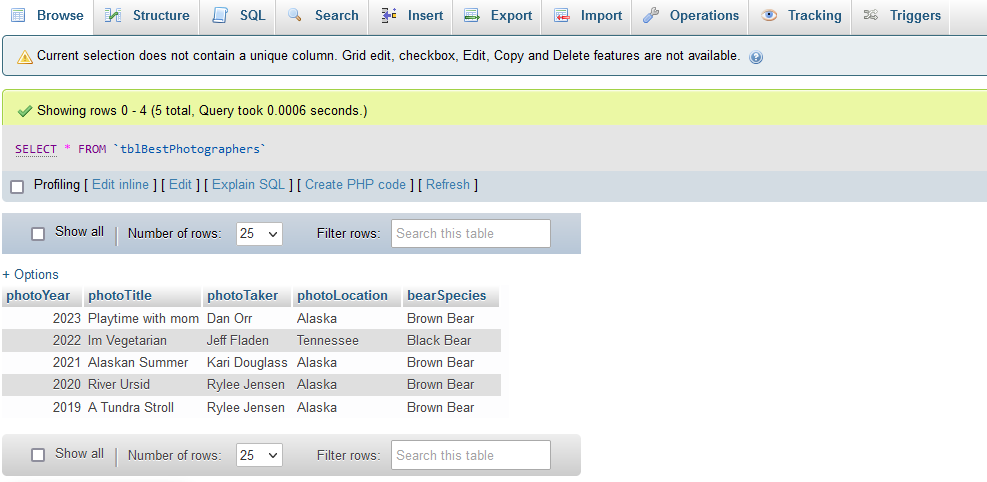 Browse Structure SQL Search Insert Export Import Operations Tracking Triggers
Current selection does not contain a unique column. Grid edit, checkbox, Edit, Copy and Delete features are not available.
Showing rows 0 - 4 (5 total, Query took 0.0006 seconds.)
SELECT * FROM `tblBestPhotographers`
Profiling [ Edit inline ] [ Edit ] [ Explain SQL ] [ Create PHP code ] [ Refresh ]
Show all Number of rows: 25 Filter rows: Search this table
+ Options
photoYear photoTitle photoTaker photoLocation bearSpecies
2023 Playtime with mom Dan Orr Alaska Brown Bear
2022 Im Vegetarian Jeff Fladen Tennessee Black Bear
2021 Alaskan Summer Kari Douglass Alaska Brown Bear
2020 River Ursid Rylee Jensen Alaska Brown Bear
2019 A Tundra Stroll Rylee Jensen Alaska Brown Bear
Show all Number of rows: 25 Filter rows: Search this table